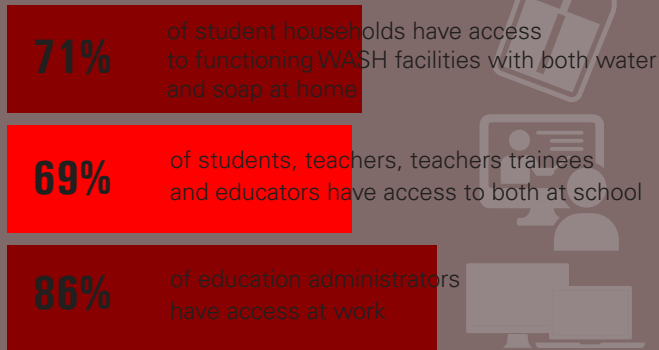 71%
of student households have access
to functioning WASH facilities with both water
and soap at home
69%
of students, teachers, teachers trainees
and educators have access to both at school
86%
of education administrators
have access at work